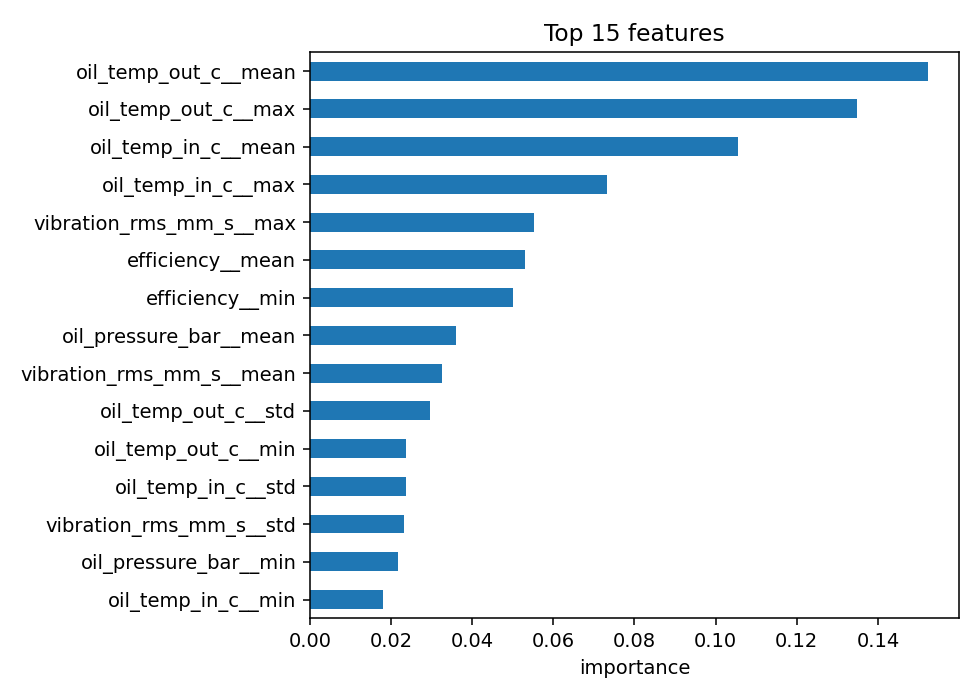 Top 15 features
oil_temp_out_c__mean
oil_temp_out_c__max
oil_temp_in_c__mean
oil_temp_in_c__max
vibration_rms_mm_s__max
efficiency__mean
efficiency__min
oil_pressure_bar__mean
vibration_rms_mm_s__mean
oil_temp_out_c__std
oil_temp_out_c__min
oil_temp_in_c__std
vibration_rms_mm_s__std
oil_pressure_bar__min
oil_temp_in_c__min
0.00 0.02 0.04 0.06 0.08 0.10 0.12 0.14
importance